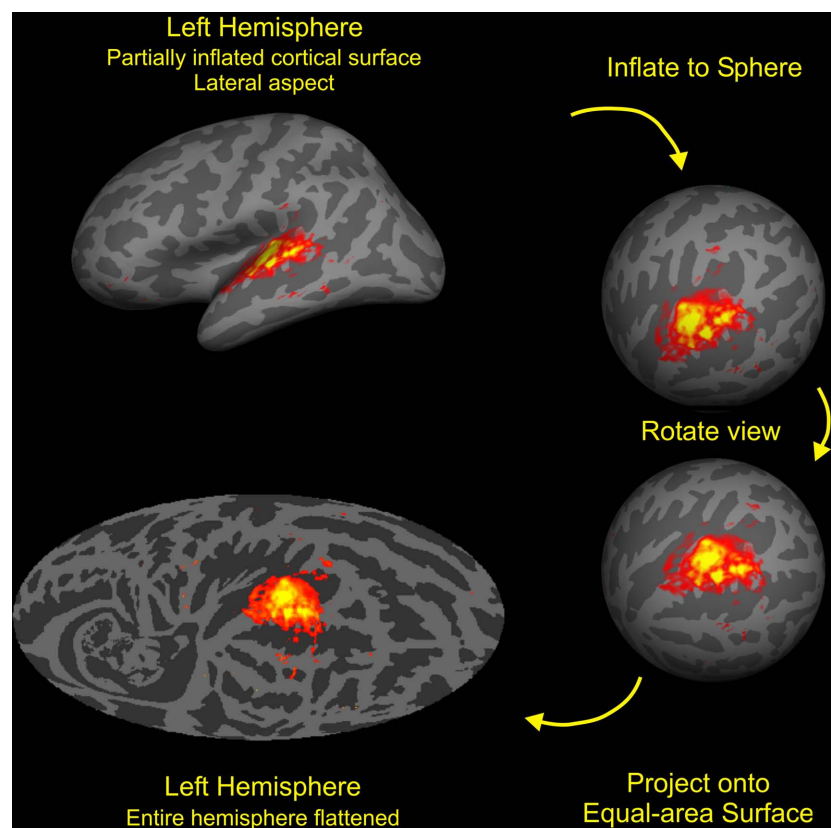 Left Hemisphere
Partially inflated cortical surface
Lateral aspect
Inflate to Sphere
Rotate view
Project onto
Equal-area Surface
Left Hemisphere
Entire hemisphere flattened